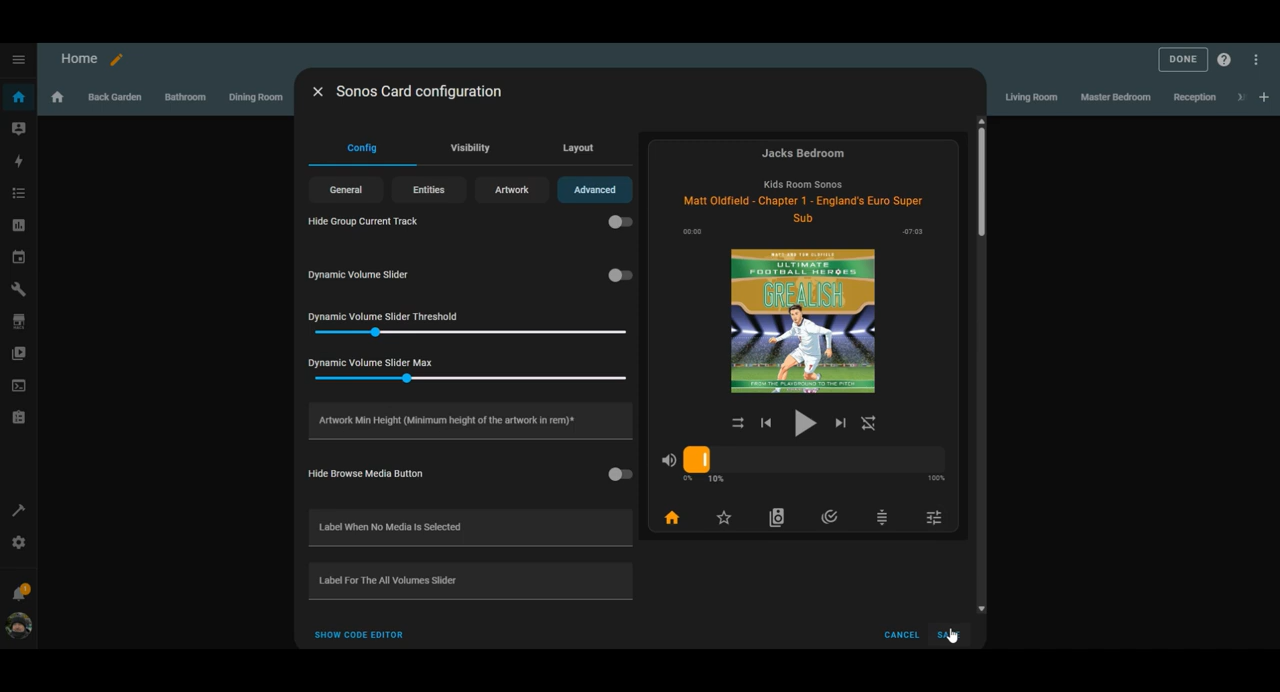 Home
DONE
Back Garden
Bathroom
Dining Room
Living Room
Master Bedroom
Reception
Sonos Card configuration
Config
Visibility
Layout
General
Entities
Artwork
Advanced
Hide Group Current Track
Dynamic Volume Slider
Dynamic Volume Slider Threshold
Dynamic Volume Slider Max
Artwork Min Height (Minimum height of the artwork in rem)*
Hide Browse Media Button
Label When No Media Is Selected
Label For The All Volumes Slider
SHOW CODE EDITOR
CANCEL
Jacks Bedroom
Kids Room Sonos
Matt Oldfield - Chapter 1 - England's Euro Super
Sub
00:00
-07:03
MATT AND TOM OLDFIELD
ULTIMATE
FOOTBALL HEROES
GREALISH
FROM THE PLAYGROUND TO THE PITCH
0%
10%
100%